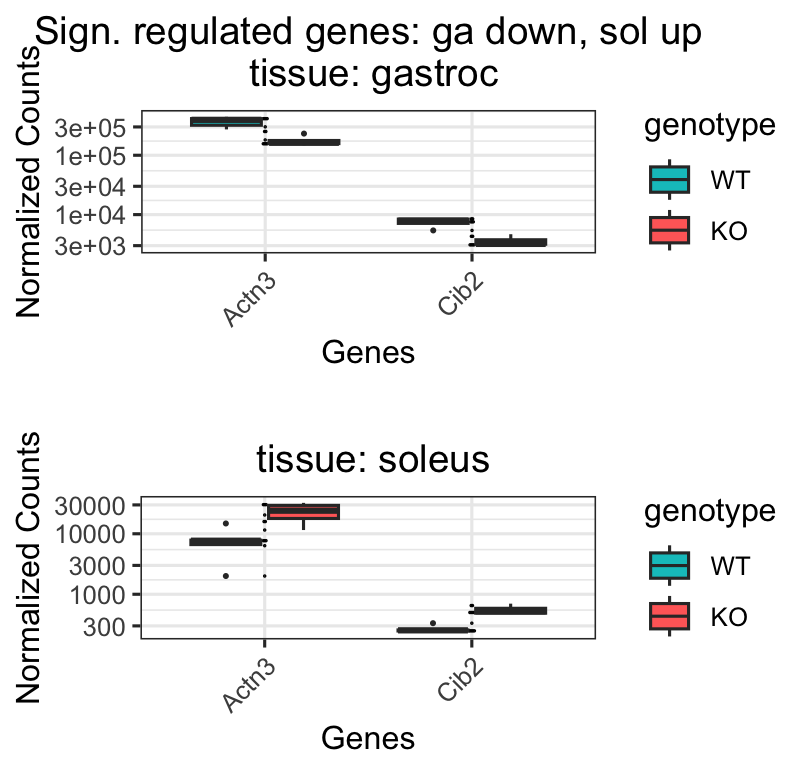 Sign. regulated genes: ga down, sol up
tissue: gastroc
Normalized Counts
3e+05
1e+05
3e+04
1e+04
3e+03
Actn3
Cib2
Genes
genotype
WT
KO
tissue: soleus
Normalized Counts
30000
10000
3000
1000
300
Actn3
Cib2
Genes
genotype
WT
KO